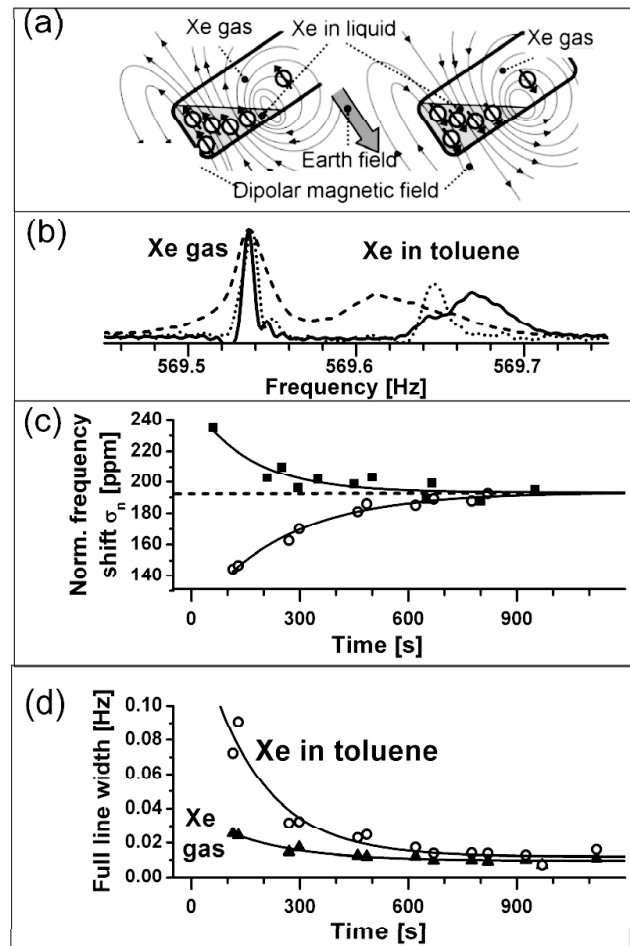 (a)
Xe gas
Xe in liquid
Xe gas
Earth field
Dipolar magnetic field
(b)
Xe gas
Xe in toluene
569.5
569.6
569.7
Frequency [Hz]
(c)
Norm. frequency
shift σn [ppm]
240
220
200
180
160
140
0
300
600
900
Time [s]
(d)
Full line width [Hz]
0.10
0.08
0.06
0.04
0.02
0.00
Xe in toluene
Xe
gas
0
300
600
900
Time [s]